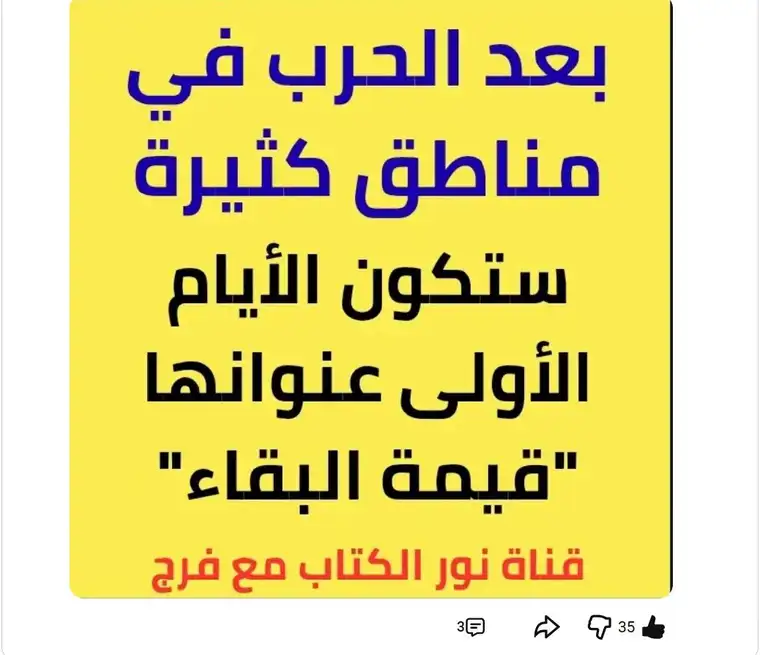 بعد الحرب في
مناطق كثيرة
ستكون الأيام
الأولى عنوانها
"قيمة البقاء"
قناة نور الكتاب مع فرج
35
3